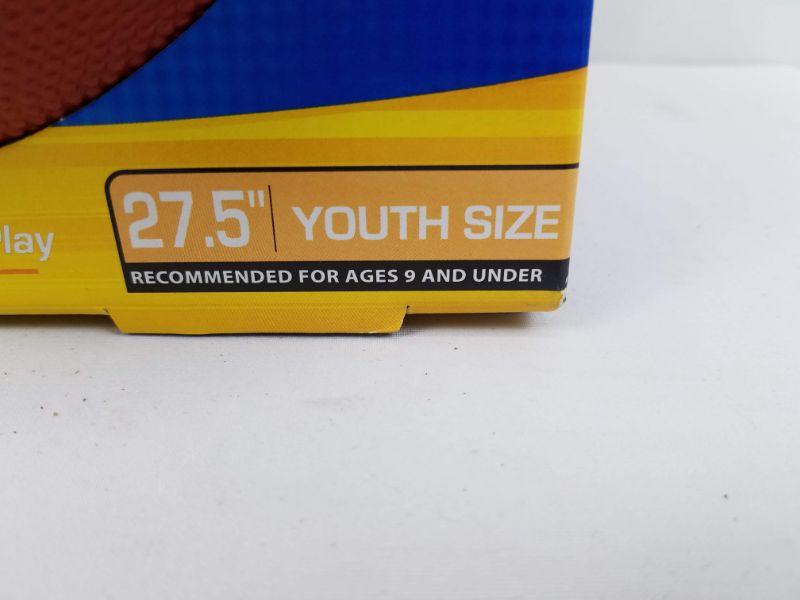 Play
27.5" YOUTH SIZE
RECOMMENDED FOR AGES 9 AND UNDER